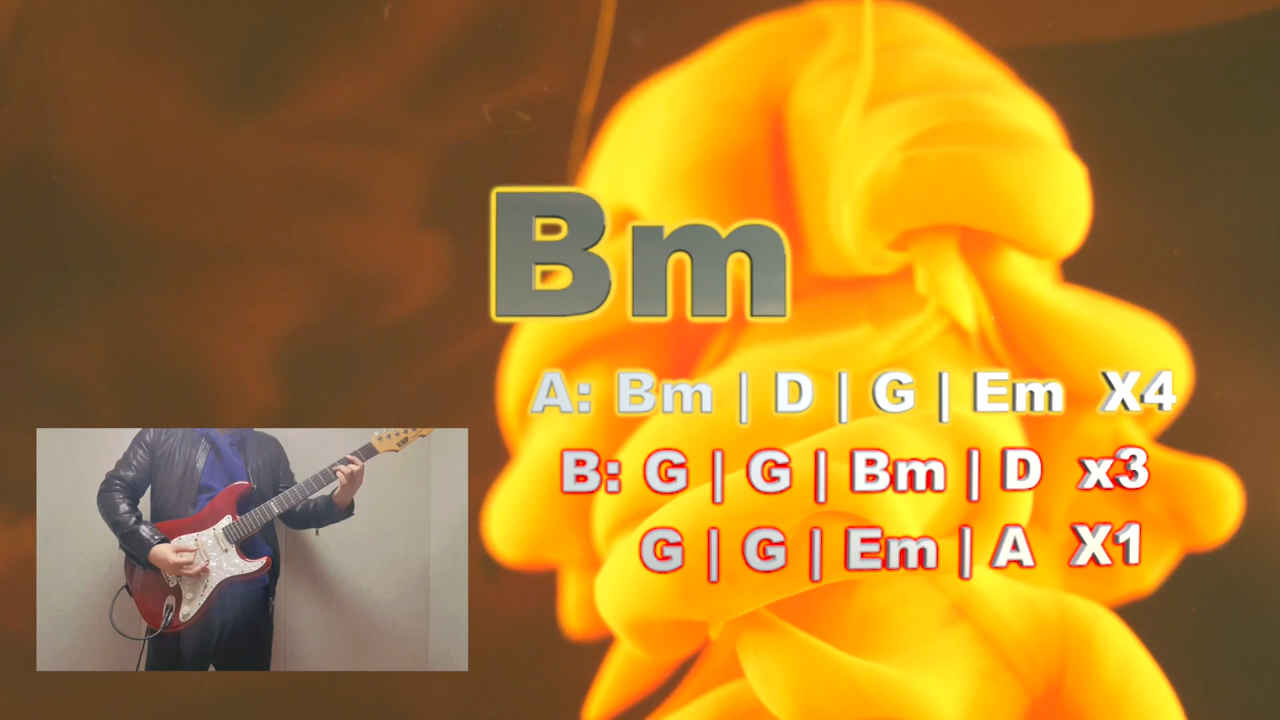 Bm
A: Bm | D | G | Em X4
B: G | G | Bm | D x3
G | G | Em | A X1